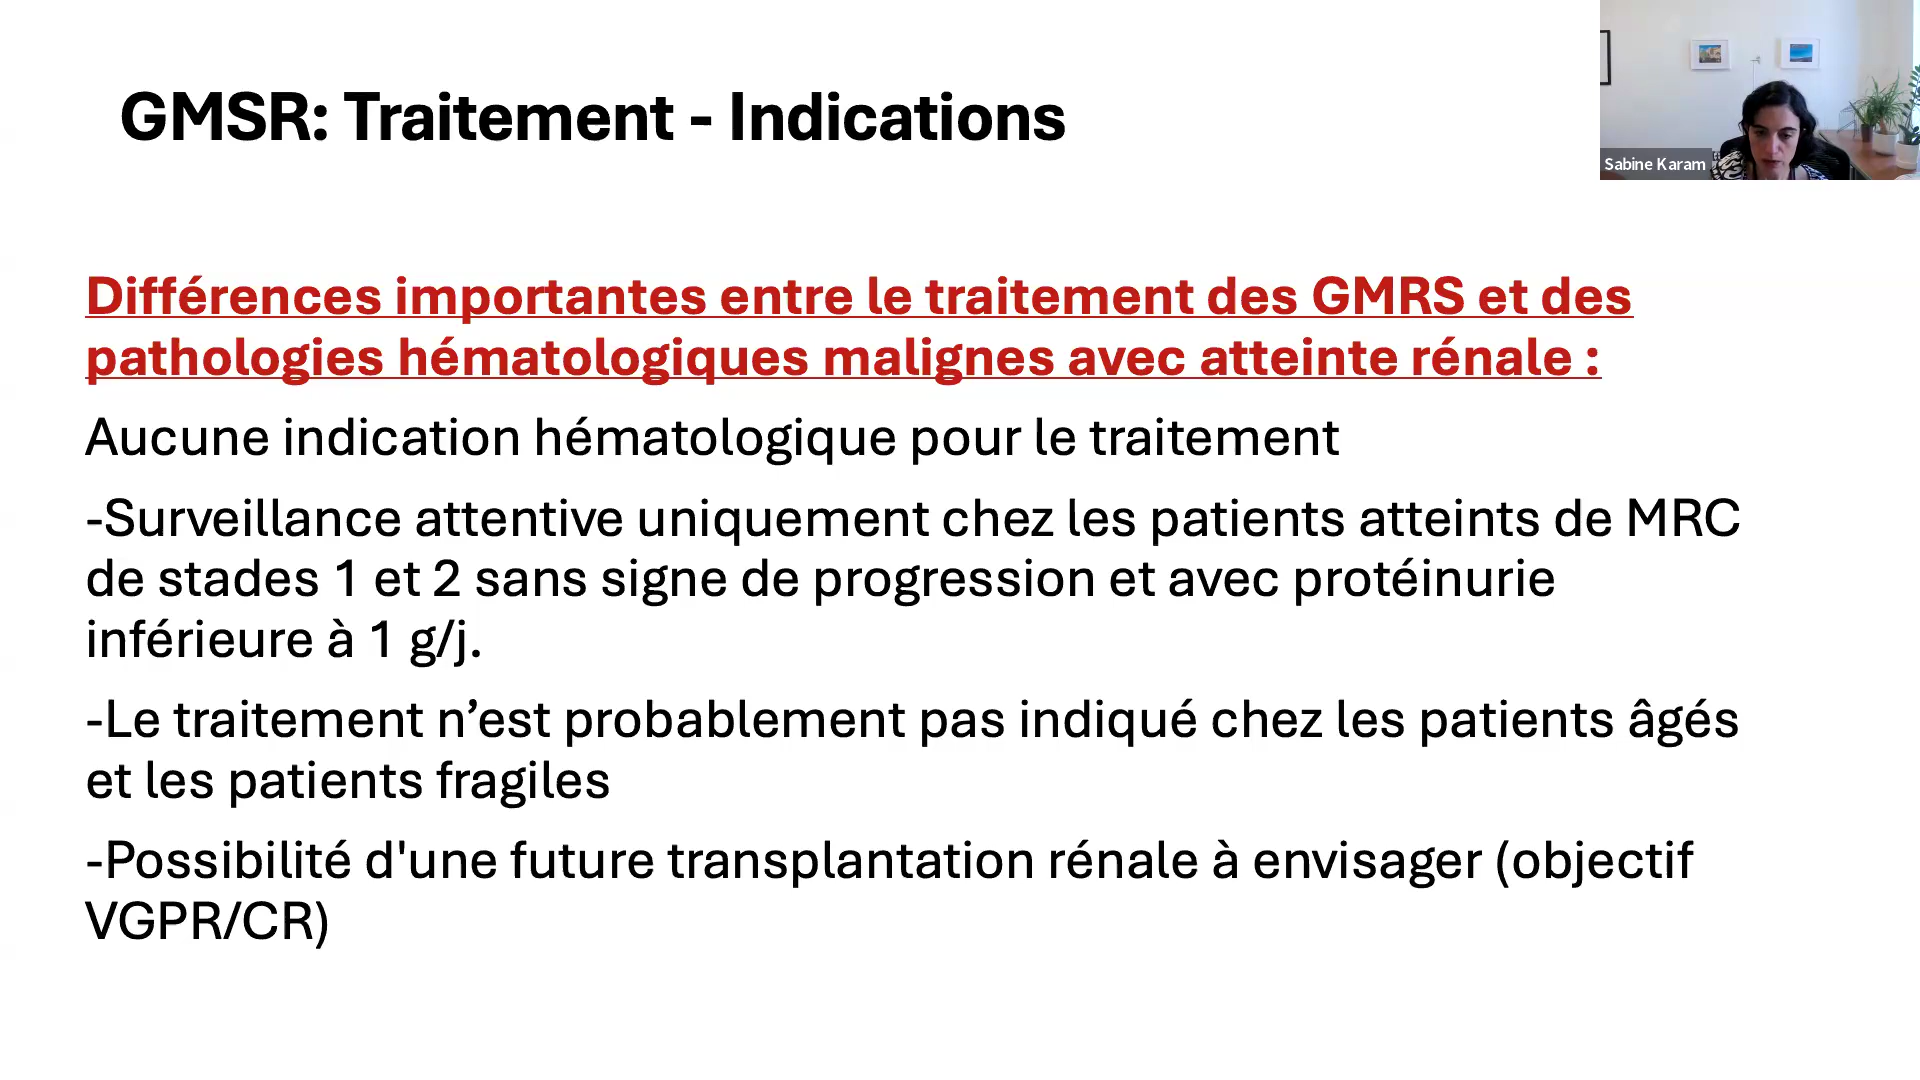 GMSR: Traitement - Indications
Sabine Karam
Différences importantes entre le traitement des GMRS et des
pathologies hématologiques malignes avec atteinte rénale :
Aucune indication hématologique pour le traitement
-Surveillance attentive uniquement chez les patients atteints de MRC
de stades 1 et 2 sans signe de progression et avec protéinurie
inférieure à 1 g/j.
-Le traitement n’est probablement pas indiqué chez les patients âgés
et les patients fragiles
-Possibilité d'une future transplantation rénale à envisager (objectif
VGPR/CR)